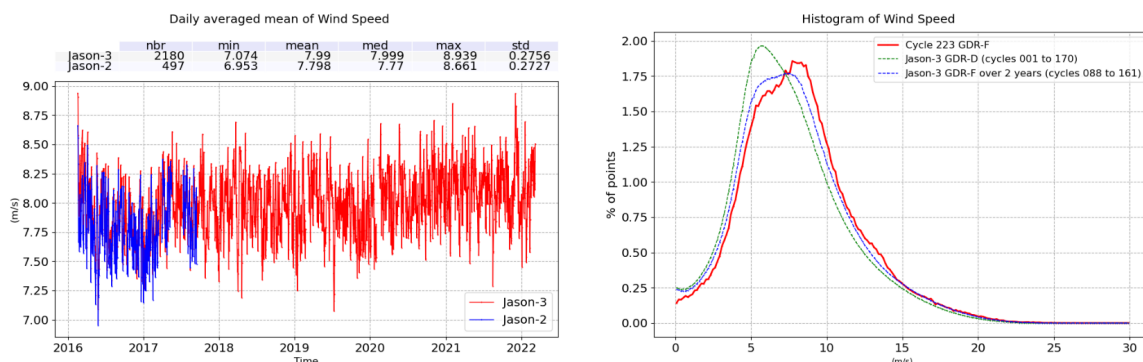 Daily averaged mean of Wind Speed
nbr min mean med max std
Jason-3 2180 7.074 7.99 7.999 8.939 0.2756
Jason-2 497 6.953 7.798 7.77 8.661 0.2727
9.00
8.75
8.50
8.25
8.00
7.75
7.50
7.25
7.00
(m/s)
Jason-3
Jason-2
2016 2017 2018 2019 2020 2021 2022
Time
Histogram of Wind Speed
2.00
1.75
1.50
1.25
1.00
0.75
0.50
0.25
0.00
% of points
Cycle 223 GDR-F
Jason-3 GDR-D (cycles 001 to 170)
Jason-3 GDR-F over 2 years (cycles 088 to 161)
0 5 10 15 20 25 30
(m/s)